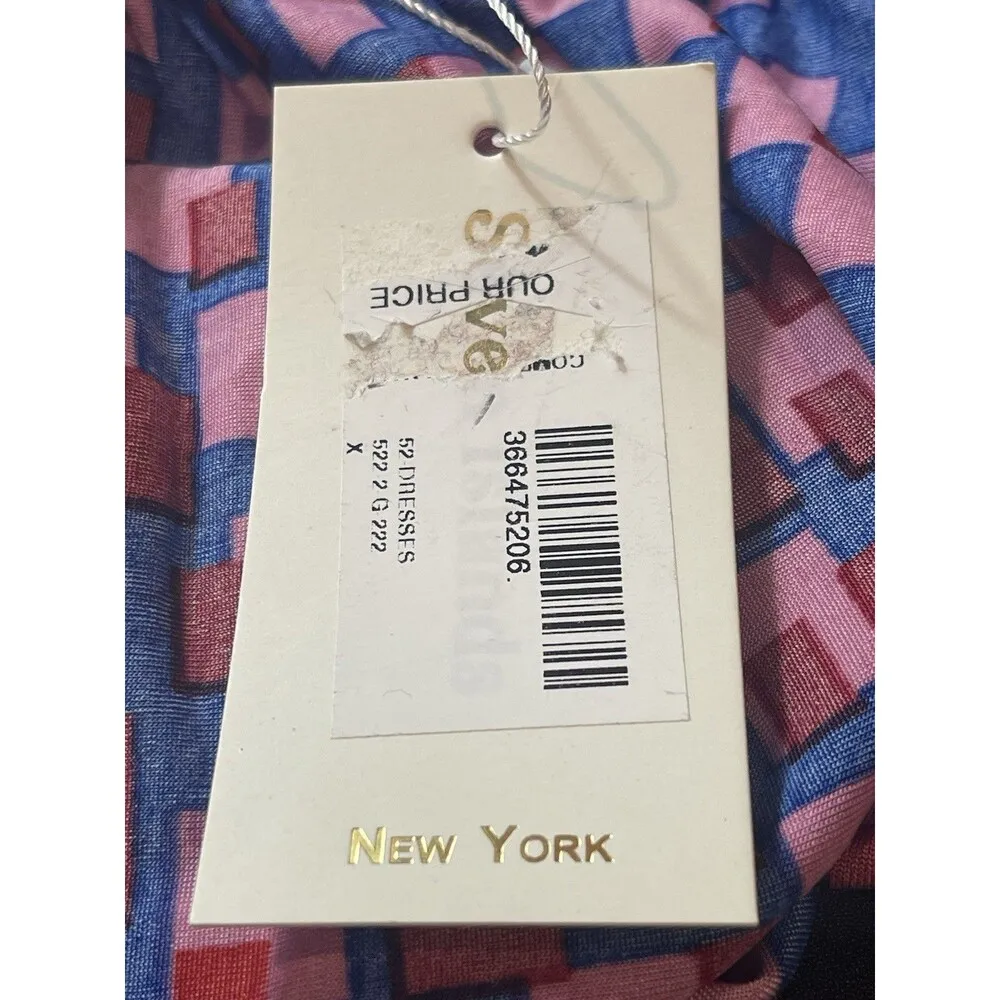 OUR PRICE
366475206.
52-DRESSES
522 2 G 222
X
NEW YORK